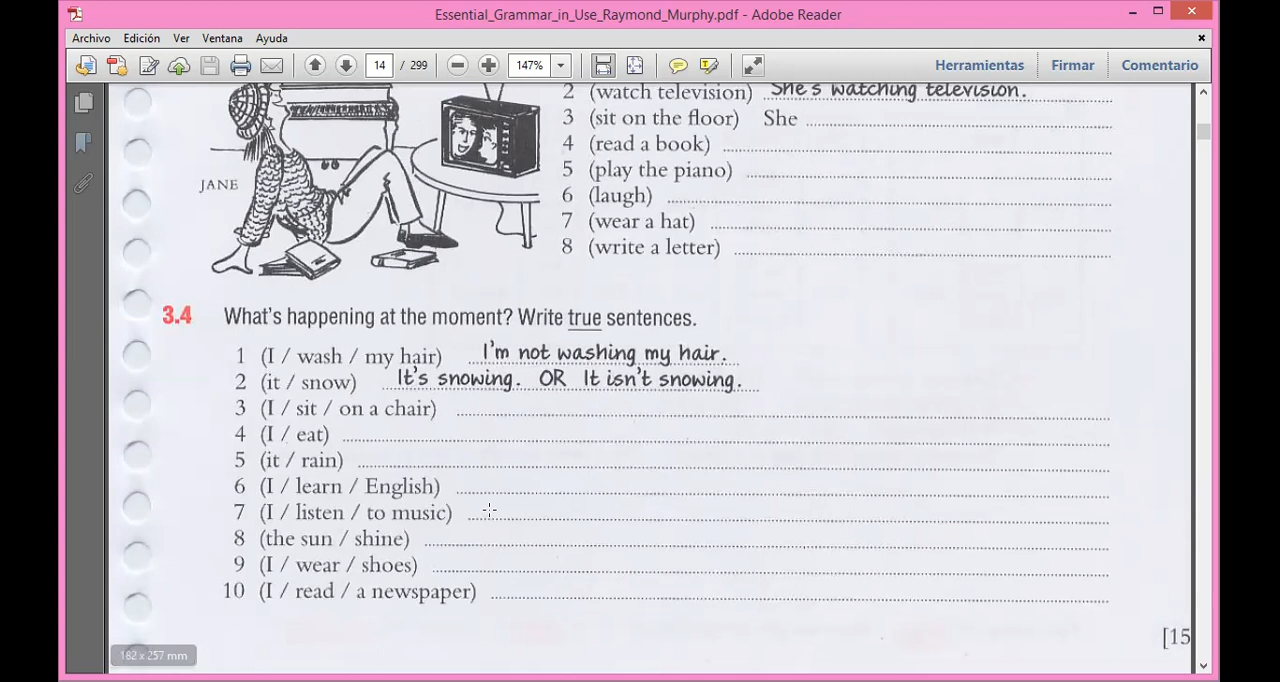 Essential_Grammar_in_Use_Raymond_Murphy.pdf - Adobe Reader
Archivo Edición Ver Ventana Ayuda
14 / 299 147% Herramientas Firmar Comentario
2 (watch television) She's watching television.
3 (sit on the floor) She
4 (read a book)
JANE
5 (play the piano)
6 (laugh)
7 (wear a hat)
8 (write a letter)
3.4 What's happening at the moment? Write true sentences.
1 (I / wash / my hair) I'm not washing my hair.
2 (it / snow) It's snowing. OR It isn't snowing.
3 (I / sit / on a chair)
4 (I / eat)
5 (it / rain)
6 (I / learn / English)
7 (I / listen / to music)
8 (the sun / shine)
9 (I / wear / shoes)
10 (I / read / a newspaper)
[15
182 x 257 mm